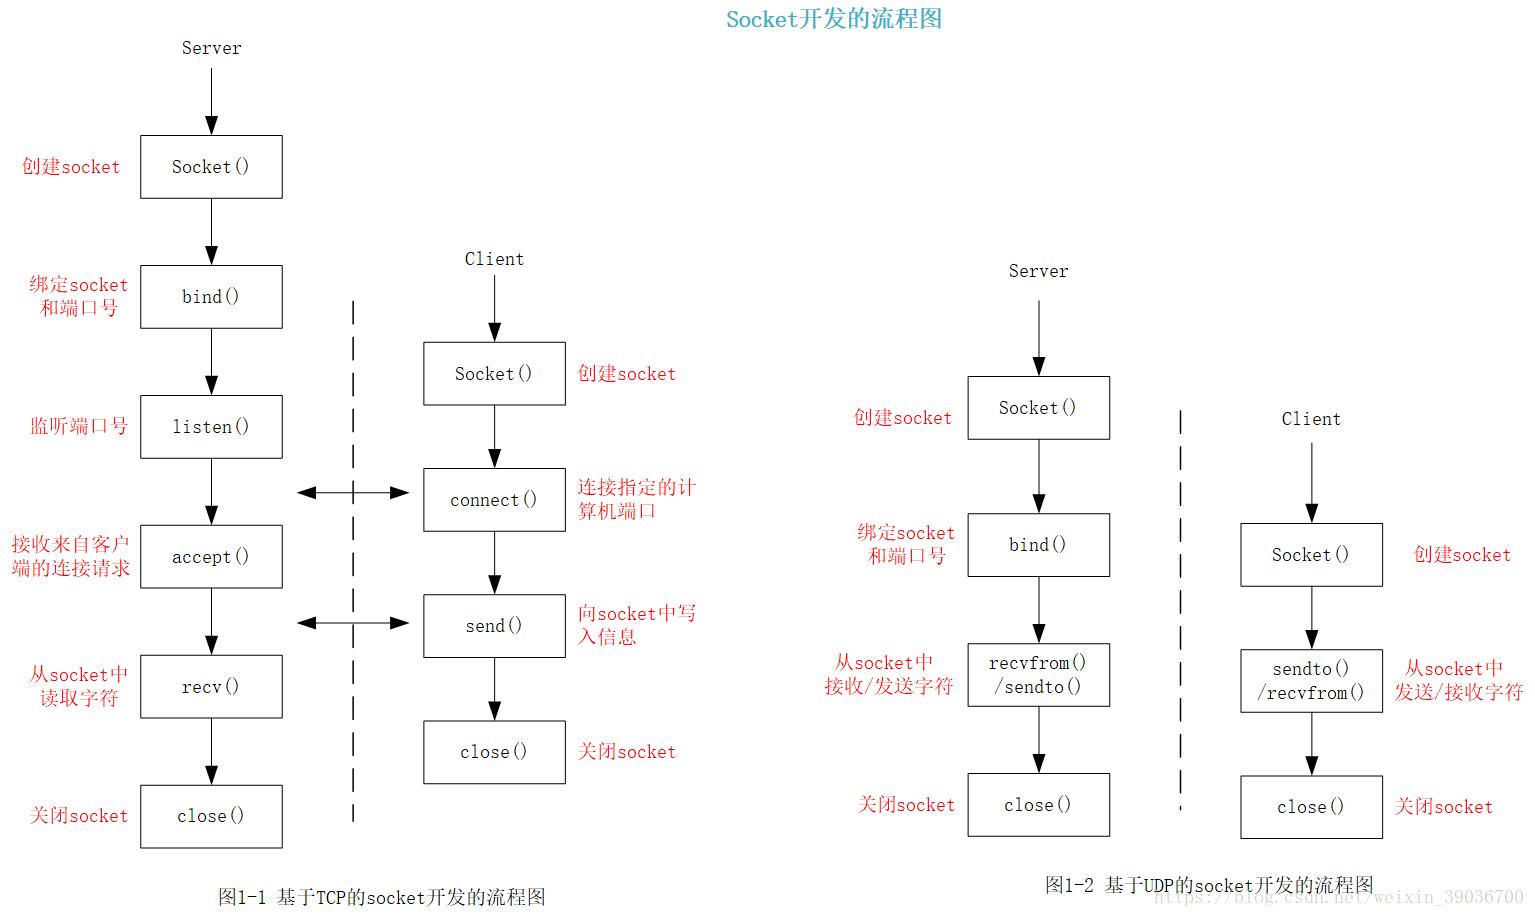 Socket开发的流程图
Server
创建socket
Socket()
绑定socket
和端口号
bind()
监听端口号
listen()
接收来自客户
端的连接请求
accept()
从socket中
读取字符
recv()
关闭socket
close()
Client
Socket()
创建socket
connect()
连接指定的计
算机端口
send()
向socket中写
入信息
close()
关闭socket
图1-1 基于TCP的socket开发的流程图
Server
创建socket
Socket()
绑定socket
和端口号
bind()
从socket中
接收/发送字符
recvfrom()
/sendto()
关闭socket
close()
Client
Socket()
创建socket
sendto()
/recvfrom()
从socket中
发送/接收字符
close()
关闭socket
图1-2 基于UDP的socket开发的流程图
https://blog.csdn.net/weixin_39036700